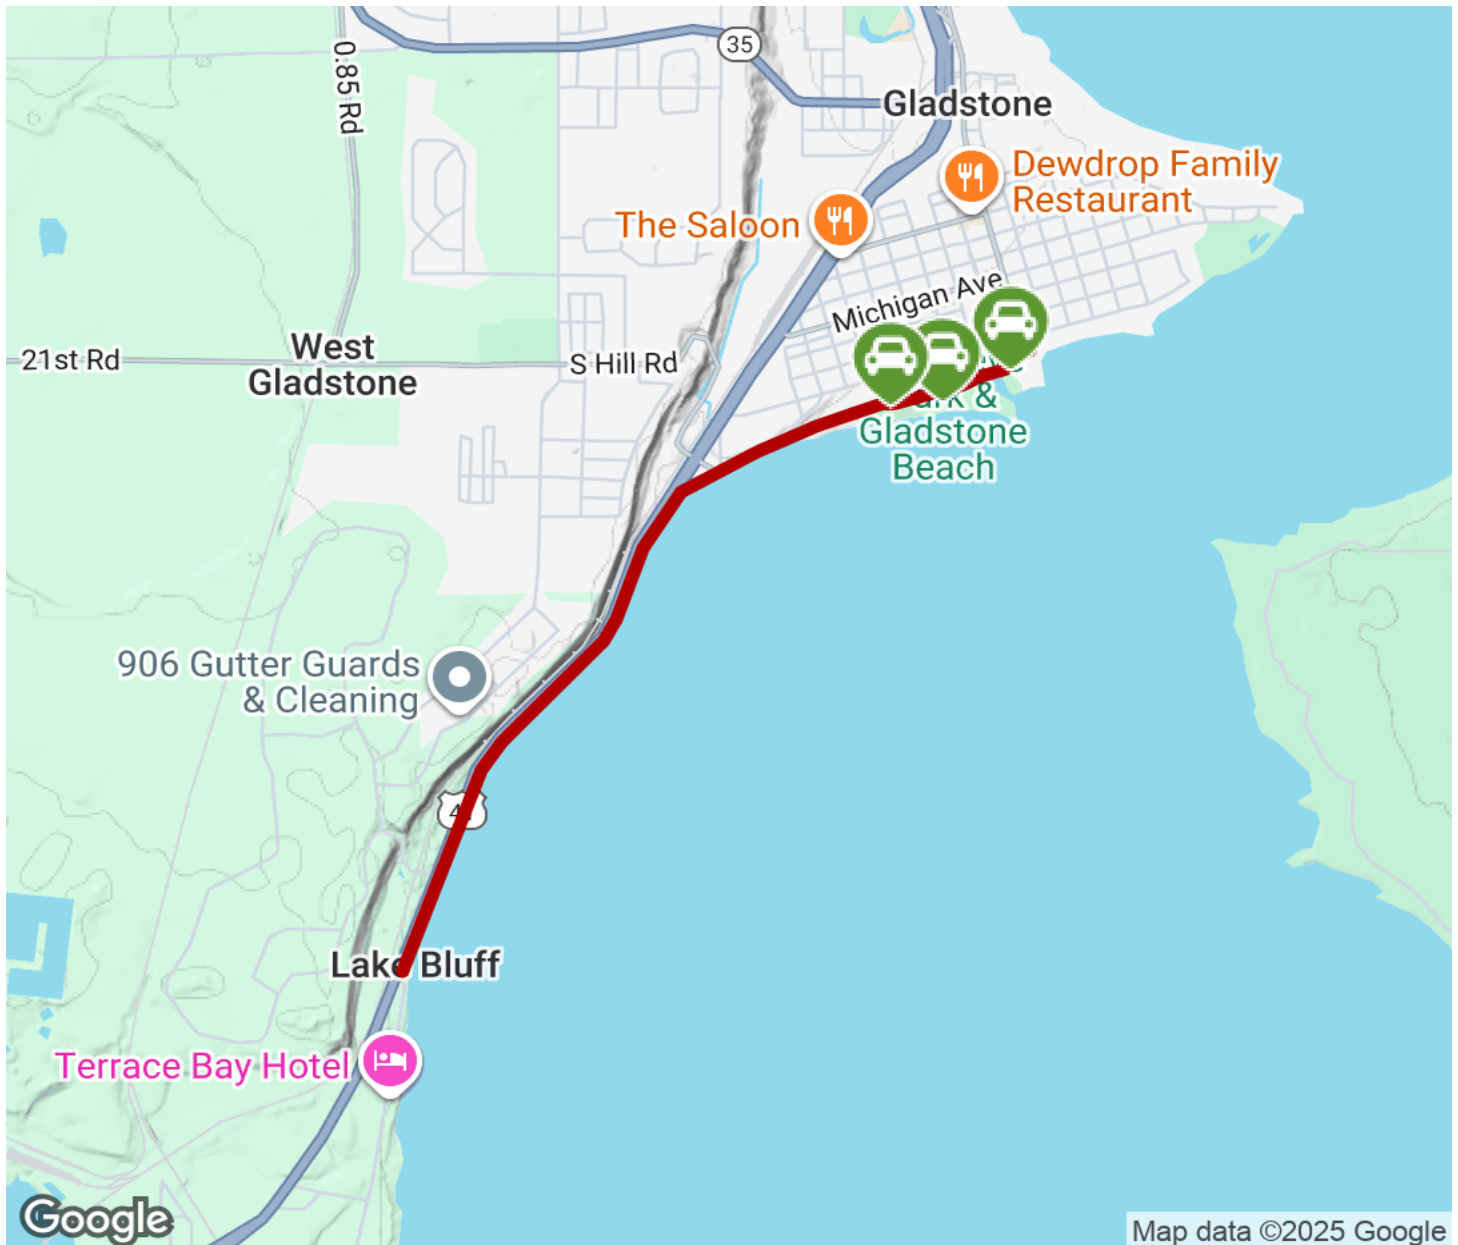 35
0.85 Rd
Gladstone
Dewdrop Family
Restaurant
The Saloon
Michigan Ave
21st Rd
West
Gladstone
S Hill Rd
&
Gladstone
Beach
906 Gutter Guards
& Cleaning
Lake Bluff
Terrace Bay Hotel
Google
Map data ©2025 Google